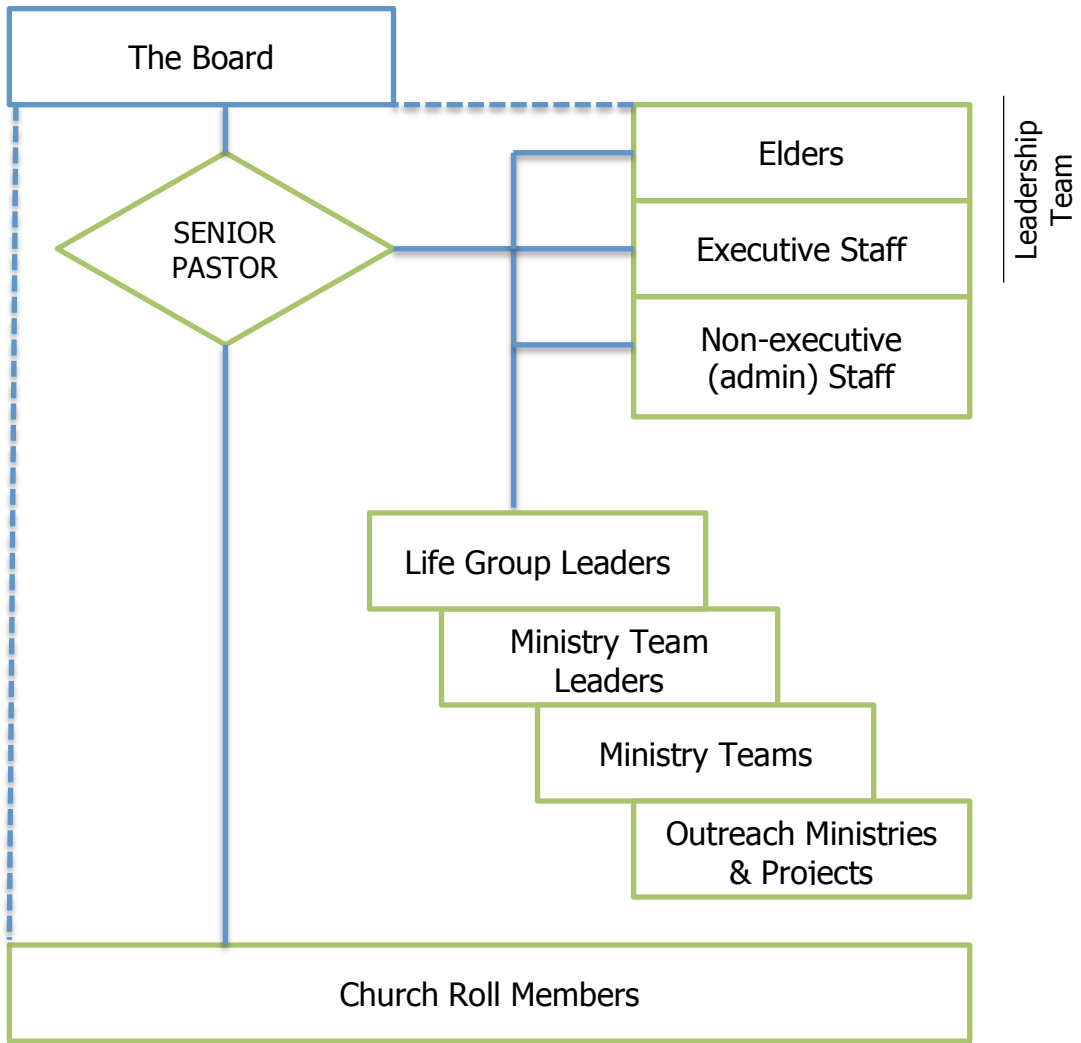 The Board
Elders
Leadership
Team
SENIOR
PASTOR
Executive Staff
Non-executive
(admin) Staff
Life Group Leaders
Ministry Team
Leaders
Ministry Teams
Outreach Ministries
& Projects
Church Roll Members